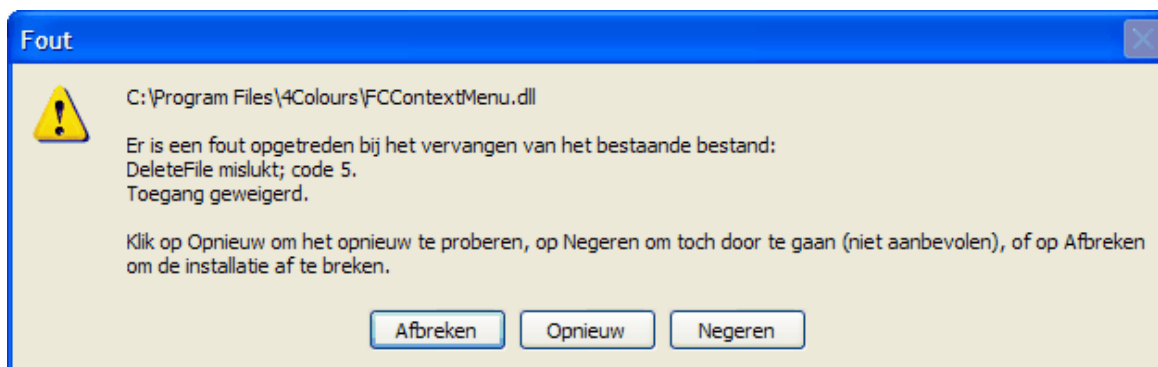 Fout
C:\Program Files\4Colours\FCContextMenu.dll
Er is een fout opgetreden bij het vervangen van het bestaande bestand:
DeleteFile mislukt; code 5.
Toegang geweigerd.
Klik op Opnieuw om het opnieuw te proberen, op Negeren om toch door te gaan (niet aanbevolen), of op Afbreken
om de installatie af te breken.
Afbreken Opnieuw Negeren